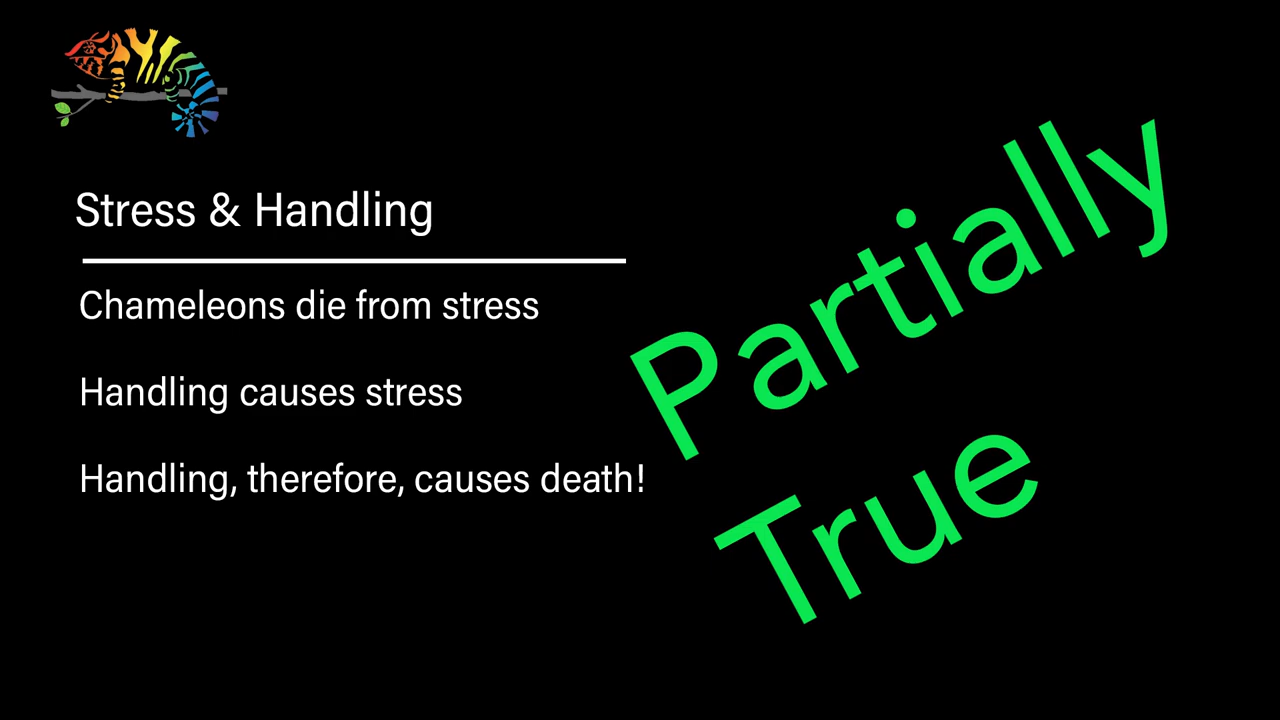 Stress & Handling
Chameleons die from stress
Handling causes stress
Handling, therefore, causes death!
Partially
True